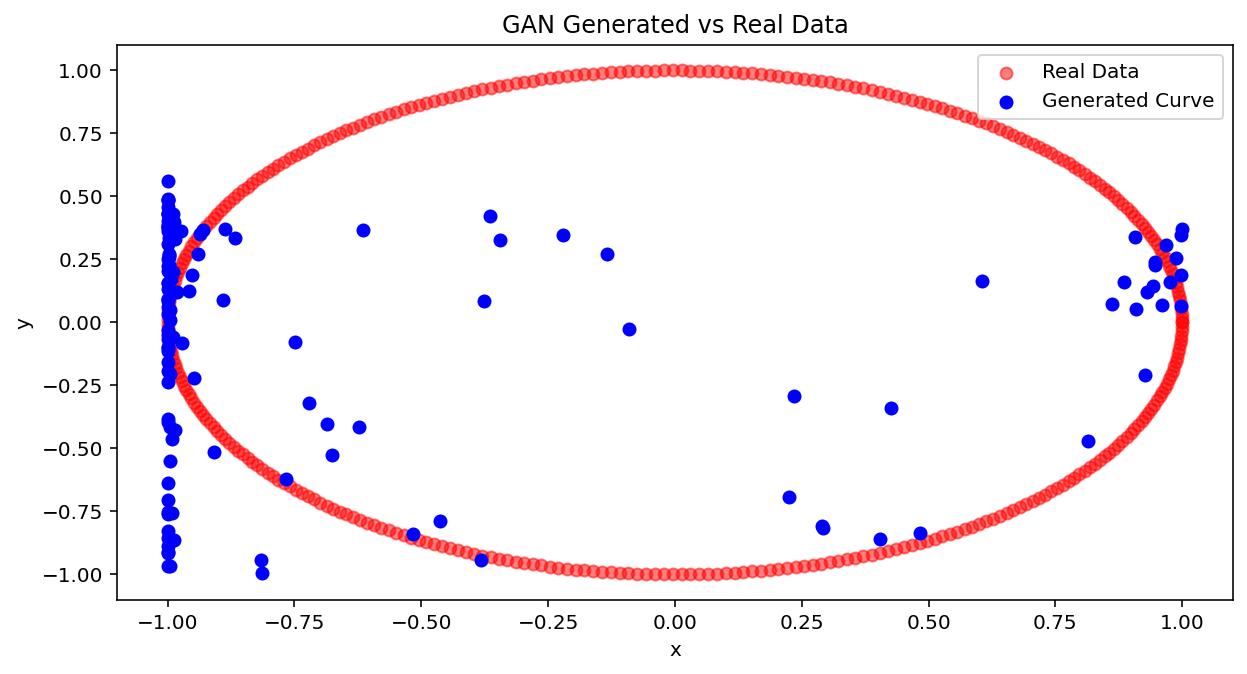 GAN Generated vs Real Data
Real Data
Generated Curve
1.00
0.75
0.50
0.25
0.00
−0.25
−0.50
−0.75
−1.00
y
−1.00 −0.75 −0.50 −0.25 0.00 0.25 0.50 0.75 1.00
x